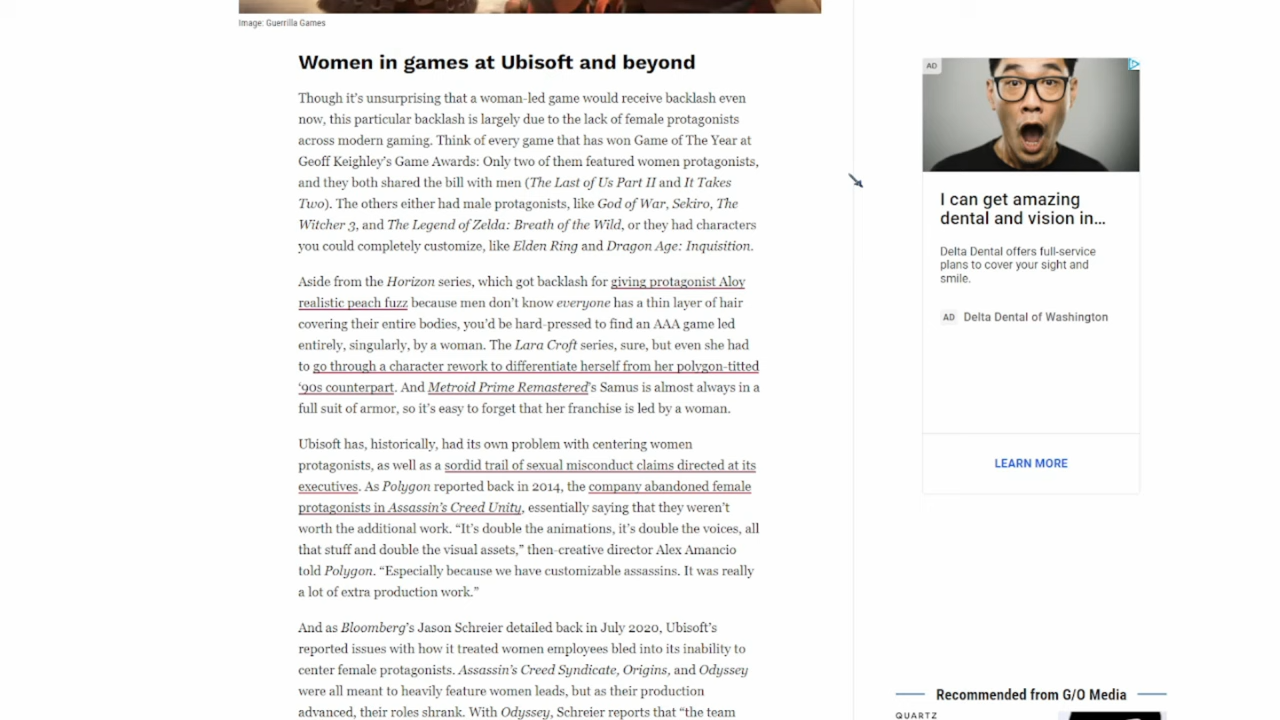 Image: Guerrilla Games
Women in games at Ubisoft and beyond
Though it's unsurprising that a woman-led game would receive backlash even
now, this particular backlash is largely due to the lack of female protagonists
across modern gaming. Think of every game that has won Game of The Year at
Geoff Keighley's Game Awards: Only two of them featured women protagonists,
and they both shared the bill with men (The Last of Us Part II and It Takes
Two). The others either had male protagonists, like God of War, Sekiro, The
Witcher 3, and The Legend of Zelda: Breath of the Wild, or they had characters
you could completely customize, like Elden Ring and Dragon Age: Inquisition.
Aside from the Horizon series, which got backlash for giving protagonist Aloy
realistic peach fuzz because men don't know everyone has a thin layer of hair
covering their entire bodies, you'd be hard-pressed to find an AAA game led
entirely, singularly, by a woman. The Lara Croft series, sure, but even she had
to go through a character rework to differentiate herself from her polygon-titted
'90s counterpart. And Metroid Prime Remastered's Samus is almost always in a
full suit of armor, so it's easy to forget that her franchise is led by a woman.
Ubisoft has, historically, had its own problem with centering women
protagonists, as well as a sordid trail of sexual misconduct claims directed at its
executives. As Polygon reported back in 2014, the company abandoned female
protagonists in Assassin's Creed Unity, essentially saying that they weren't
worth the additional work. "It's double the animations, it's double the voices, all
that stuff and double the visual assets," then-creative director Alex Amancio
told Polygon. "Especially because we have customizable assassins. It was really
a lot of extra production work."
And as Bloomberg's Jason Schreier detailed back in July 2020, Ubisoft's
reported issues with how it treated women employees bled into its inability to
center female protagonists. Assassin's Creed Syndicate, Origins, and Odyssey
were all meant to heavily feature women leads, but as their production
advanced, their roles shrank. With Odyssey, Schreier reports that "the team
AD
I can get amazing
dental and vision in...
Delta Dental offers full-service
plans to cover your sight and
smile.
AD Delta Dental of Washington
LEARN MORE
Recommended from G/O Media
QUARTZ